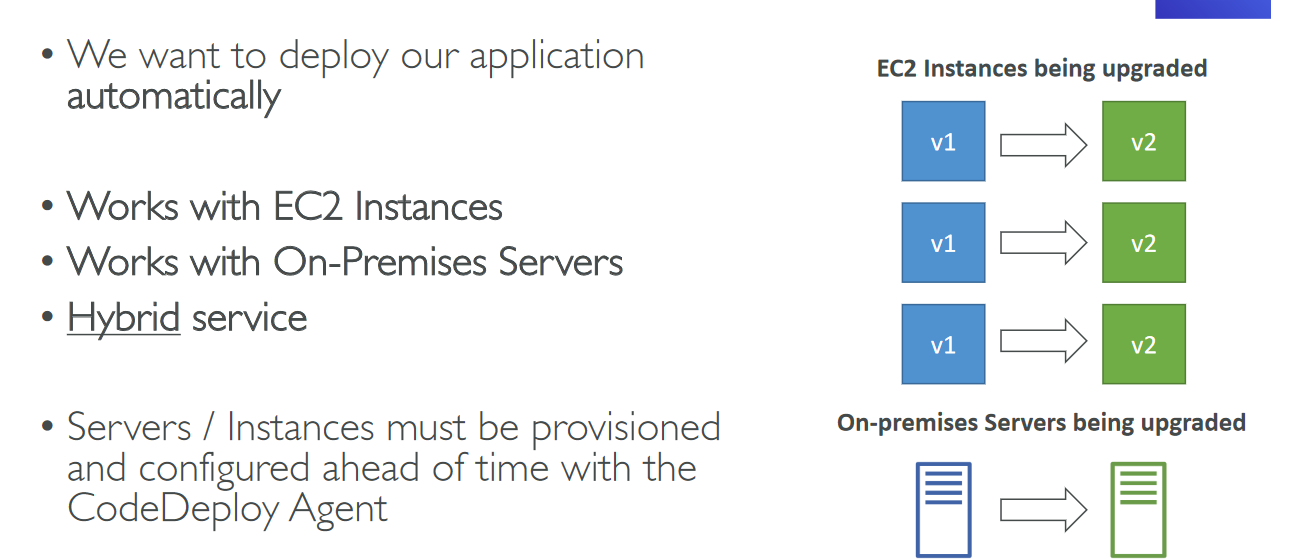 • We want to deploy our application
automatically
• Works with EC2 Instances
• Works with On-Premises Servers
• Hybrid service
• Servers / Instances must be provisioned
and configured ahead of time with the
CodeDeploy Agent
EC2 Instances being upgraded
v1
v2
v1
v2
v1
v2
On-premises Servers being upgraded